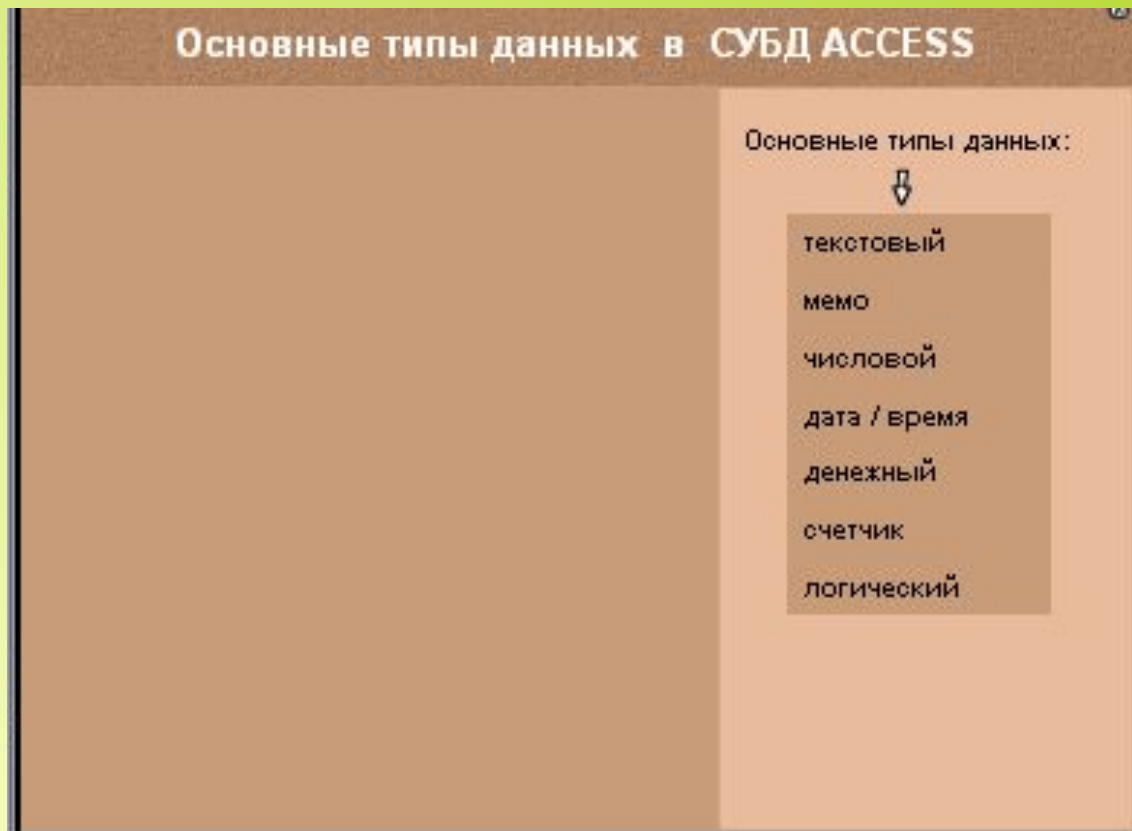 Основные типы данных в СУБД ACCESS
Основные типы данных:
текстовый
мемо
числовой
дата / время
денежный
счетчик
логический